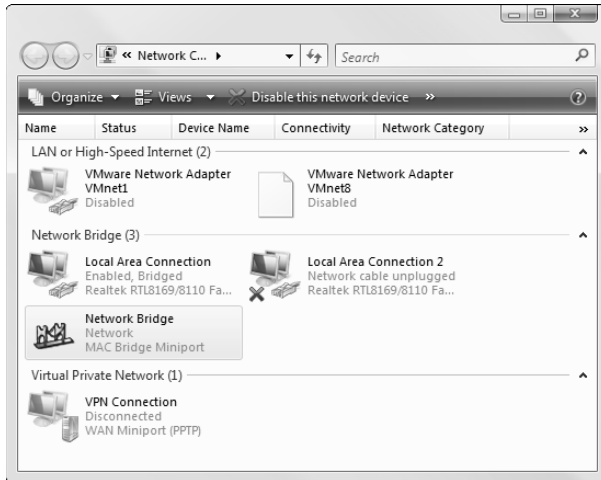 « Network C...
Search
Organize
Views
Disable this network device »
Name Status Device Name Connectivity Network Category »
LAN or High-Speed Internet (2)
VMware Network Adapter
VMnet1
Disabled
VMware Network Adapter
VMnet8
Disabled
Network Bridge (3)
Local Area Connection
Enabled, Bridged
Realtek RTL8169/8110 Fa...
Local Area Connection 2
Network cable unplugged
Realtek RTL8169/8110 Fa...
Network Bridge
Network
MAC Bridge Miniport
Virtual Private Network (1)
VPN Connection
Disconnected
WAN Miniport (PPTP)